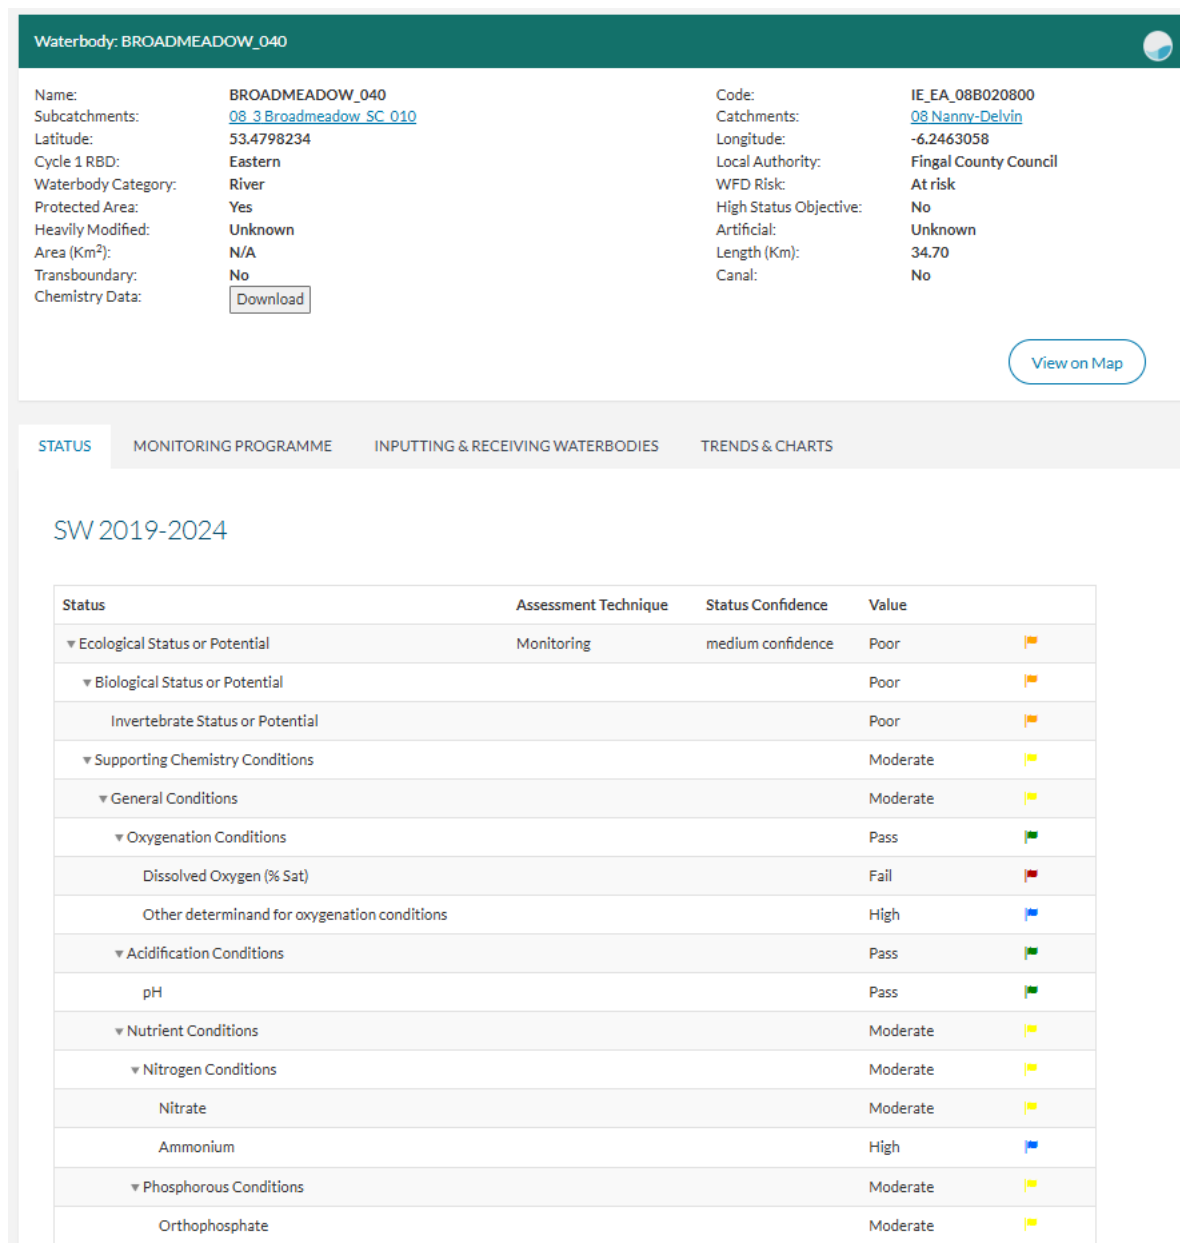 Waterbody: BROADMEADOW_040
Name: BROADMEADOW_040 Code: IE_EA_08B020800
Subcatchments: 08_3 Broadmeadow_SC_010 Catchments: 08 Nanny-Delvin
Latitude: 53.4798234 Longitude: -6.2463058
Cycle 1 RBD: Eastern Local Authority: Fingal County Council
Waterbody Category: River WFD Risk: At risk
Protected Area: Yes High Status Objective: No
Heavily Modified: Unknown Artificial: Unknown
Area (Km²): N/A Length (Km): 34.70
Transboundary: No Canal: No
Chemistry Data: Download
View on Map
STATUS MONITORING PROGRAMME INPUTTING & RECEIVING WATERBODIES TRENDS & CHARTS
SW 2019-2024
Status Assessment Technique Status Confidence Value
Ecological Status or Potential Monitoring medium confidence Poor
Biological Status or Potential Poor
Invertebrate Status or Potential Poor
Supporting Chemistry Conditions Moderate
General Conditions Moderate
Oxygenation Conditions Pass
Dissolved Oxygen (% Sat) Fail
Other determinand for oxygenation conditions High
Acidification Conditions Pass
pH Pass
Nutrient Conditions Moderate
Nitrogen Conditions Moderate
Nitrate Moderate
Ammonium High
Phosphorous Conditions Moderate
Orthophosphate Moderate